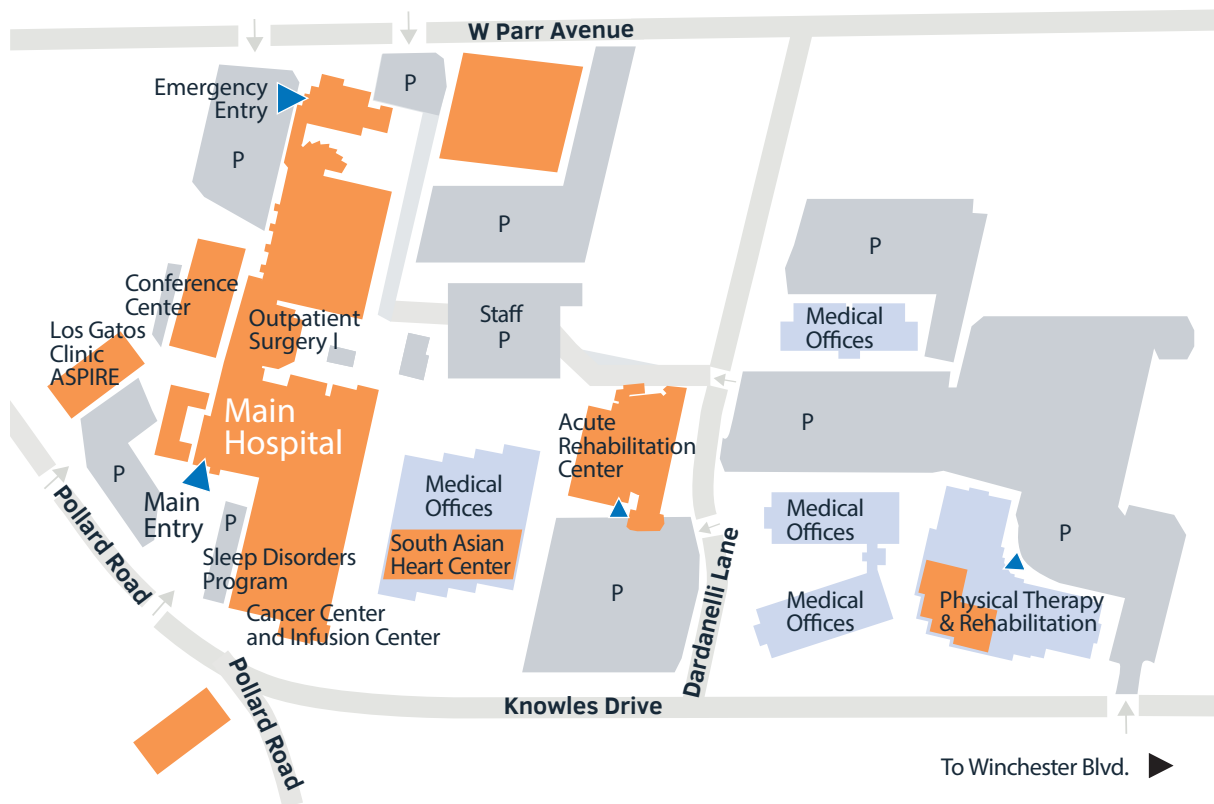 W Parr Avenue
Emergency
Entry
P
P
P
P
Conference
Center
Los Gatos
Clinic
ASPIRE
Outpatient
Surgery I
Staff
P
Medical
Offices
Main
Hospital
Acute
Rehabilitation
Center
P
P
Main
Entry
P
Medical
Offices
South Asian
Heart Center
Medical
Offices
P
Pollard Road
Sleep Disorders
Program
Cancer Center
and Infusion Center
P
Dardanelli Lane
Medical
Offices
Physical Therapy
& Rehabilitation
Pollard Road
Knowles Drive
To Winchester Blvd.